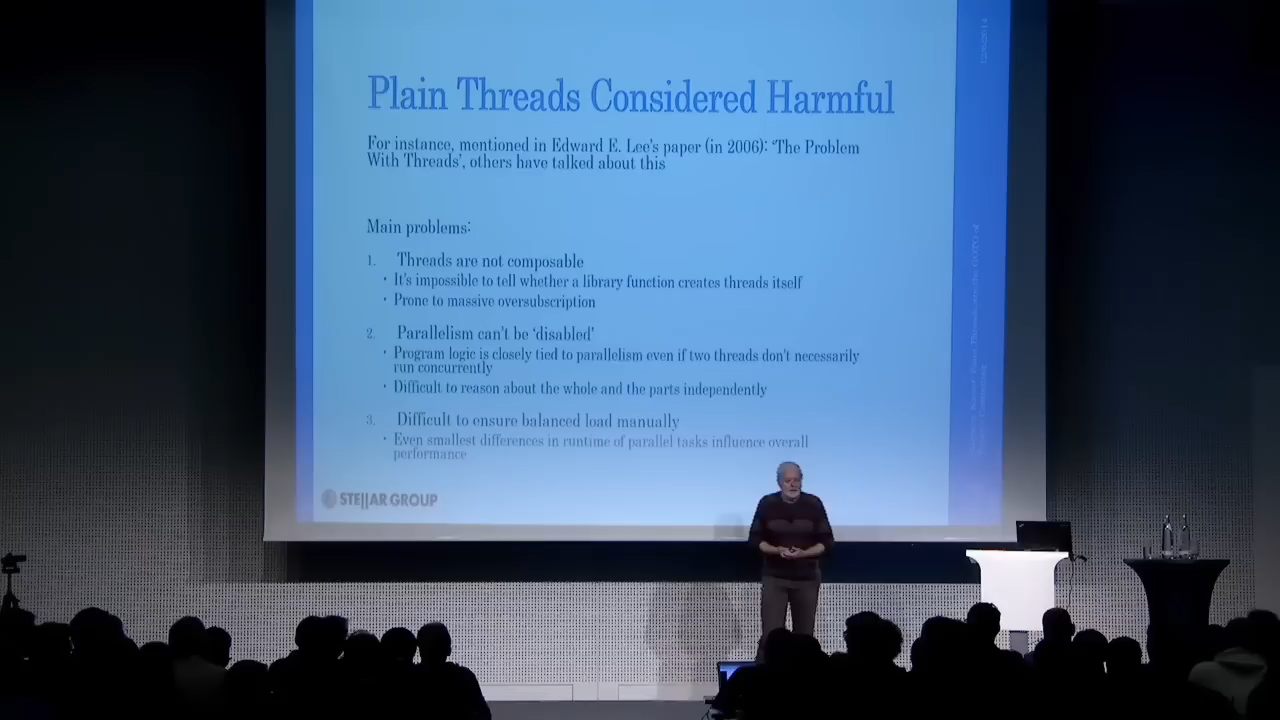 Plain Threads Considered Harmful
For instance, mentioned in Edward E. Lee's paper (in 2006): 'The Problem
With Threads', others have talked about this
Main problems:
1. Threads are not composable
• It's impossible to tell whether a library function creates threads itself
• Prone to massive oversubscription
2. Parallelism can't be 'disabled'
• Program logic is closely tied to parallelism even if two threads don't necessarily
run concurrently
• Difficult to reason about the whole and the parts independently
3. Difficult to ensure balanced load manually
• Even smallest differences in runtime of parallel tasks influence overall
performance
STE||AR GROUP